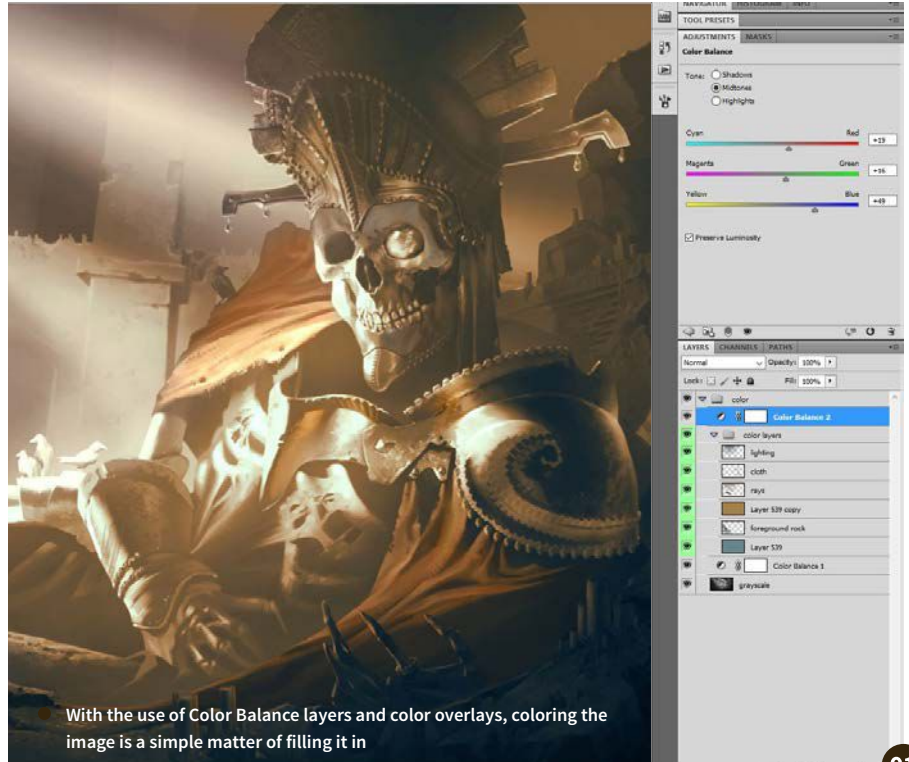 NAVIGATOR HISTOGRAM INFO
TOOL PRESETS
ADJUSTMENTS MASKS
Color Balance
Tone: Shadows
Midtones
Highlights
Cyan Red +19
Magenta Green +16
Yellow Blue +49
Preserve Luminosity
LAYERS CHANNELS PATHS
Normal Opacity: 100%
Lock: Fill: 100%
color
Color Balance 2
color layers
lighting
cloth
rays
Layer 539 copy
foreground rock
Layer 539
Color Balance 1
grayscale
With the use of Color Balance layers and color overlays, coloring the
image is a simple matter of filling it in